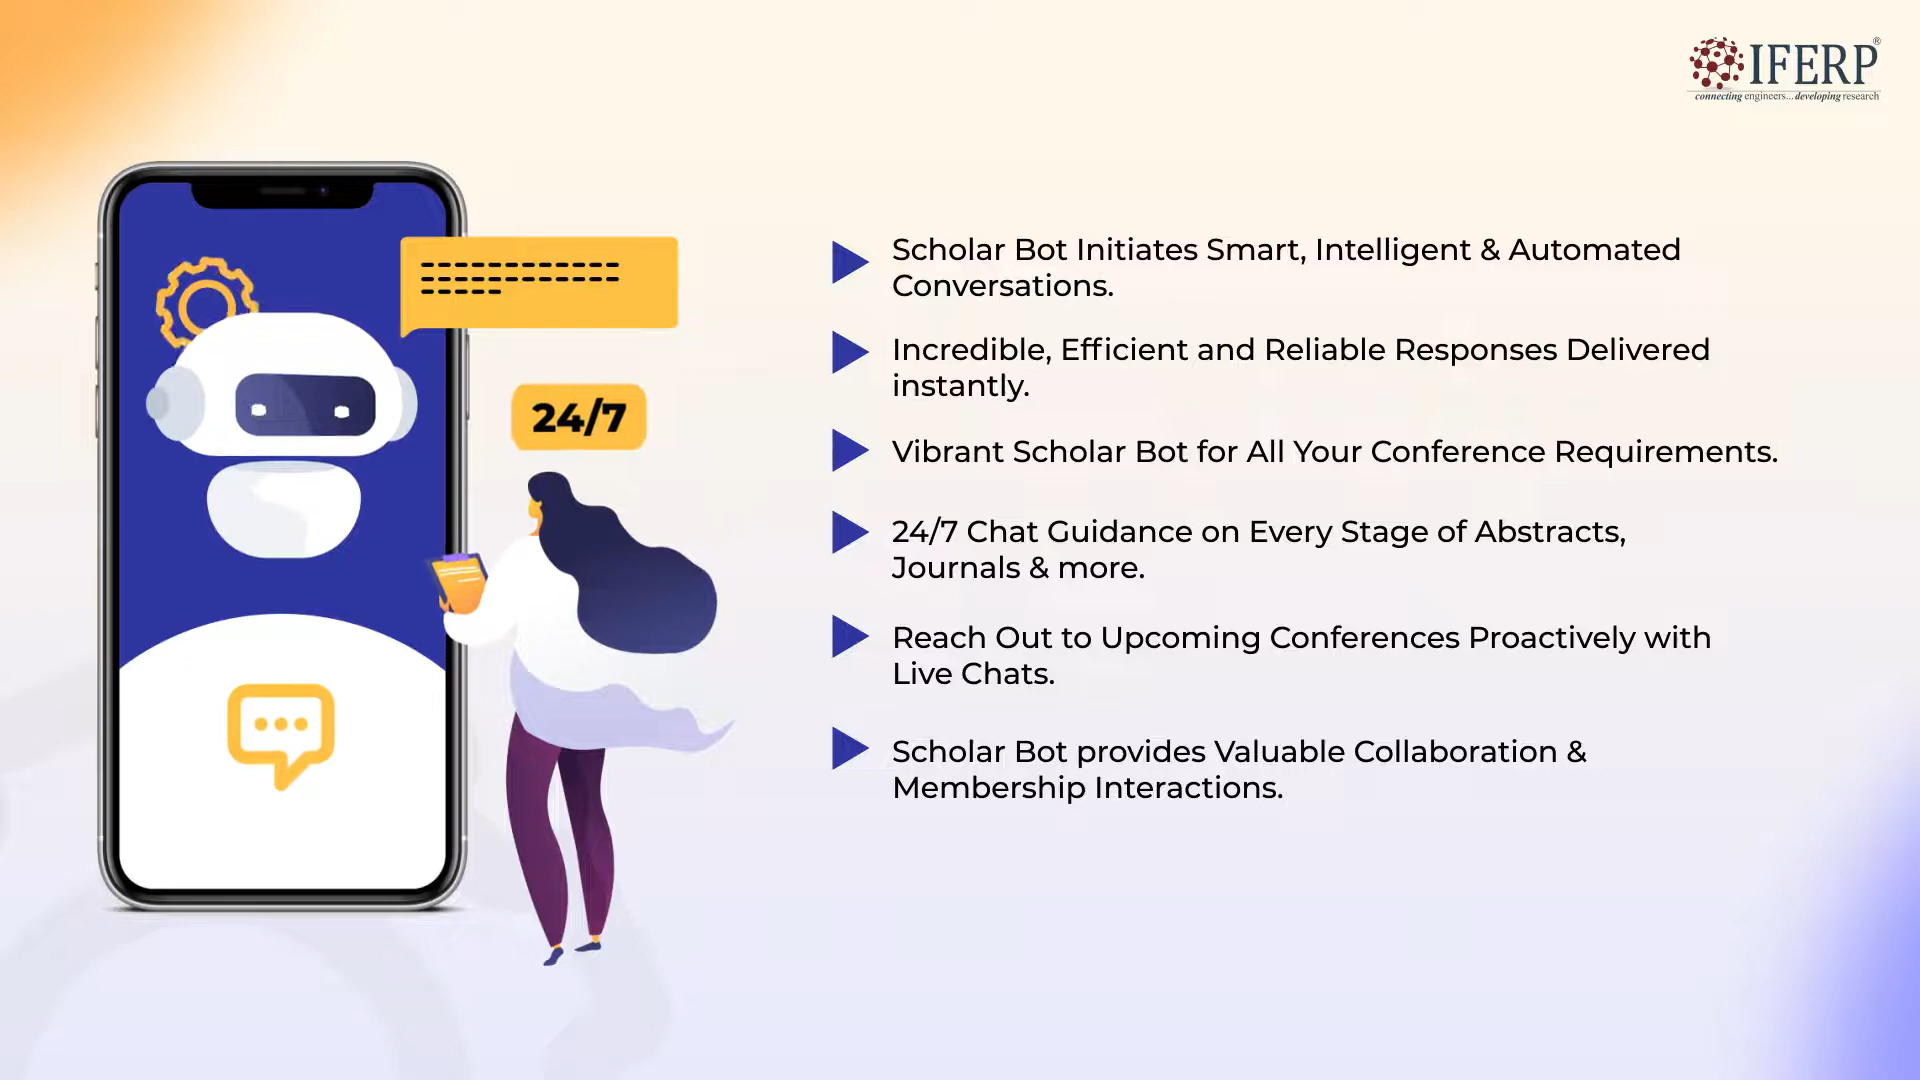 IFERP®
connecting engineers...developing research
24/7
Scholar Bot Initiates Smart, Intelligent & Automated
Conversations.
Incredible, Efficient and Reliable Responses Delivered
instantly.
Vibrant Scholar Bot for All Your Conference Requirements.
24/7 Chat Guidance on Every Stage of Abstracts,
Journals & more.
Reach Out to Upcoming Conferences Proactively with
Live Chats.
Scholar Bot provides Valuable Collaboration &
Membership Interactions.